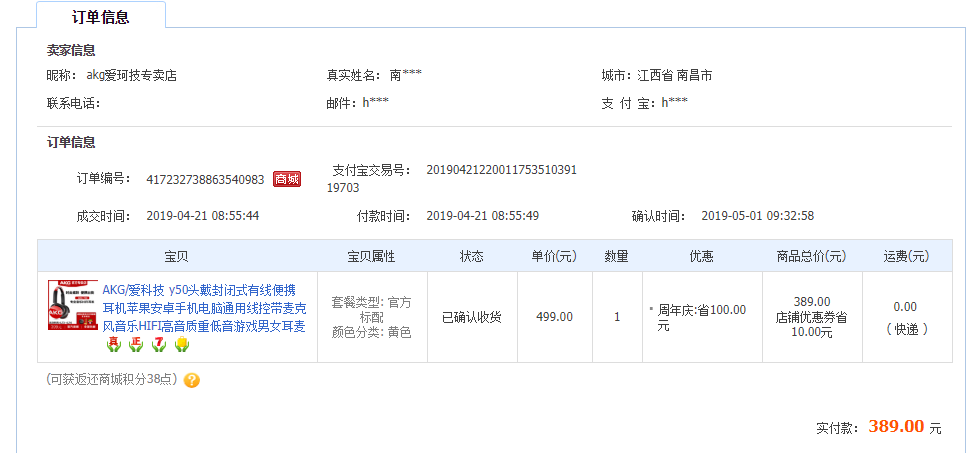 订单信息
卖家信息
昵称： akg爱珂技专卖店 真实姓名： 南*** 城市：江西省 南昌市
联系电话： 邮件：h*** 支 付 宝：h***
订单信息
订单编号： 417232738863540983 商城 支付宝交易号： 20190421220011753510391
19703
成交时间： 2019-04-21 08:55:44 付款时间： 2019-04-21 08:55:49 确认时间： 2019-05-01 09:32:58
宝贝 宝贝属性 状态 单价(元) 数量 优惠 商品总价(元) 运费(元)
AKG/爱科技 y50头戴封闭式有线便携
耳机苹果安卓手机电脑通用线控带麦克
风音乐HIFI高音质重低音游戏男女耳麦
真 正 7
套餐类型: 官方
标配
颜色分类: 黄色
已确认收货
499.00
1
周年庆:省100.00
元
389.00
店铺优惠券省
10.00元
0.00
( 快递 )
(可获返还商城积分38点) ?
实付款： 389.00 元